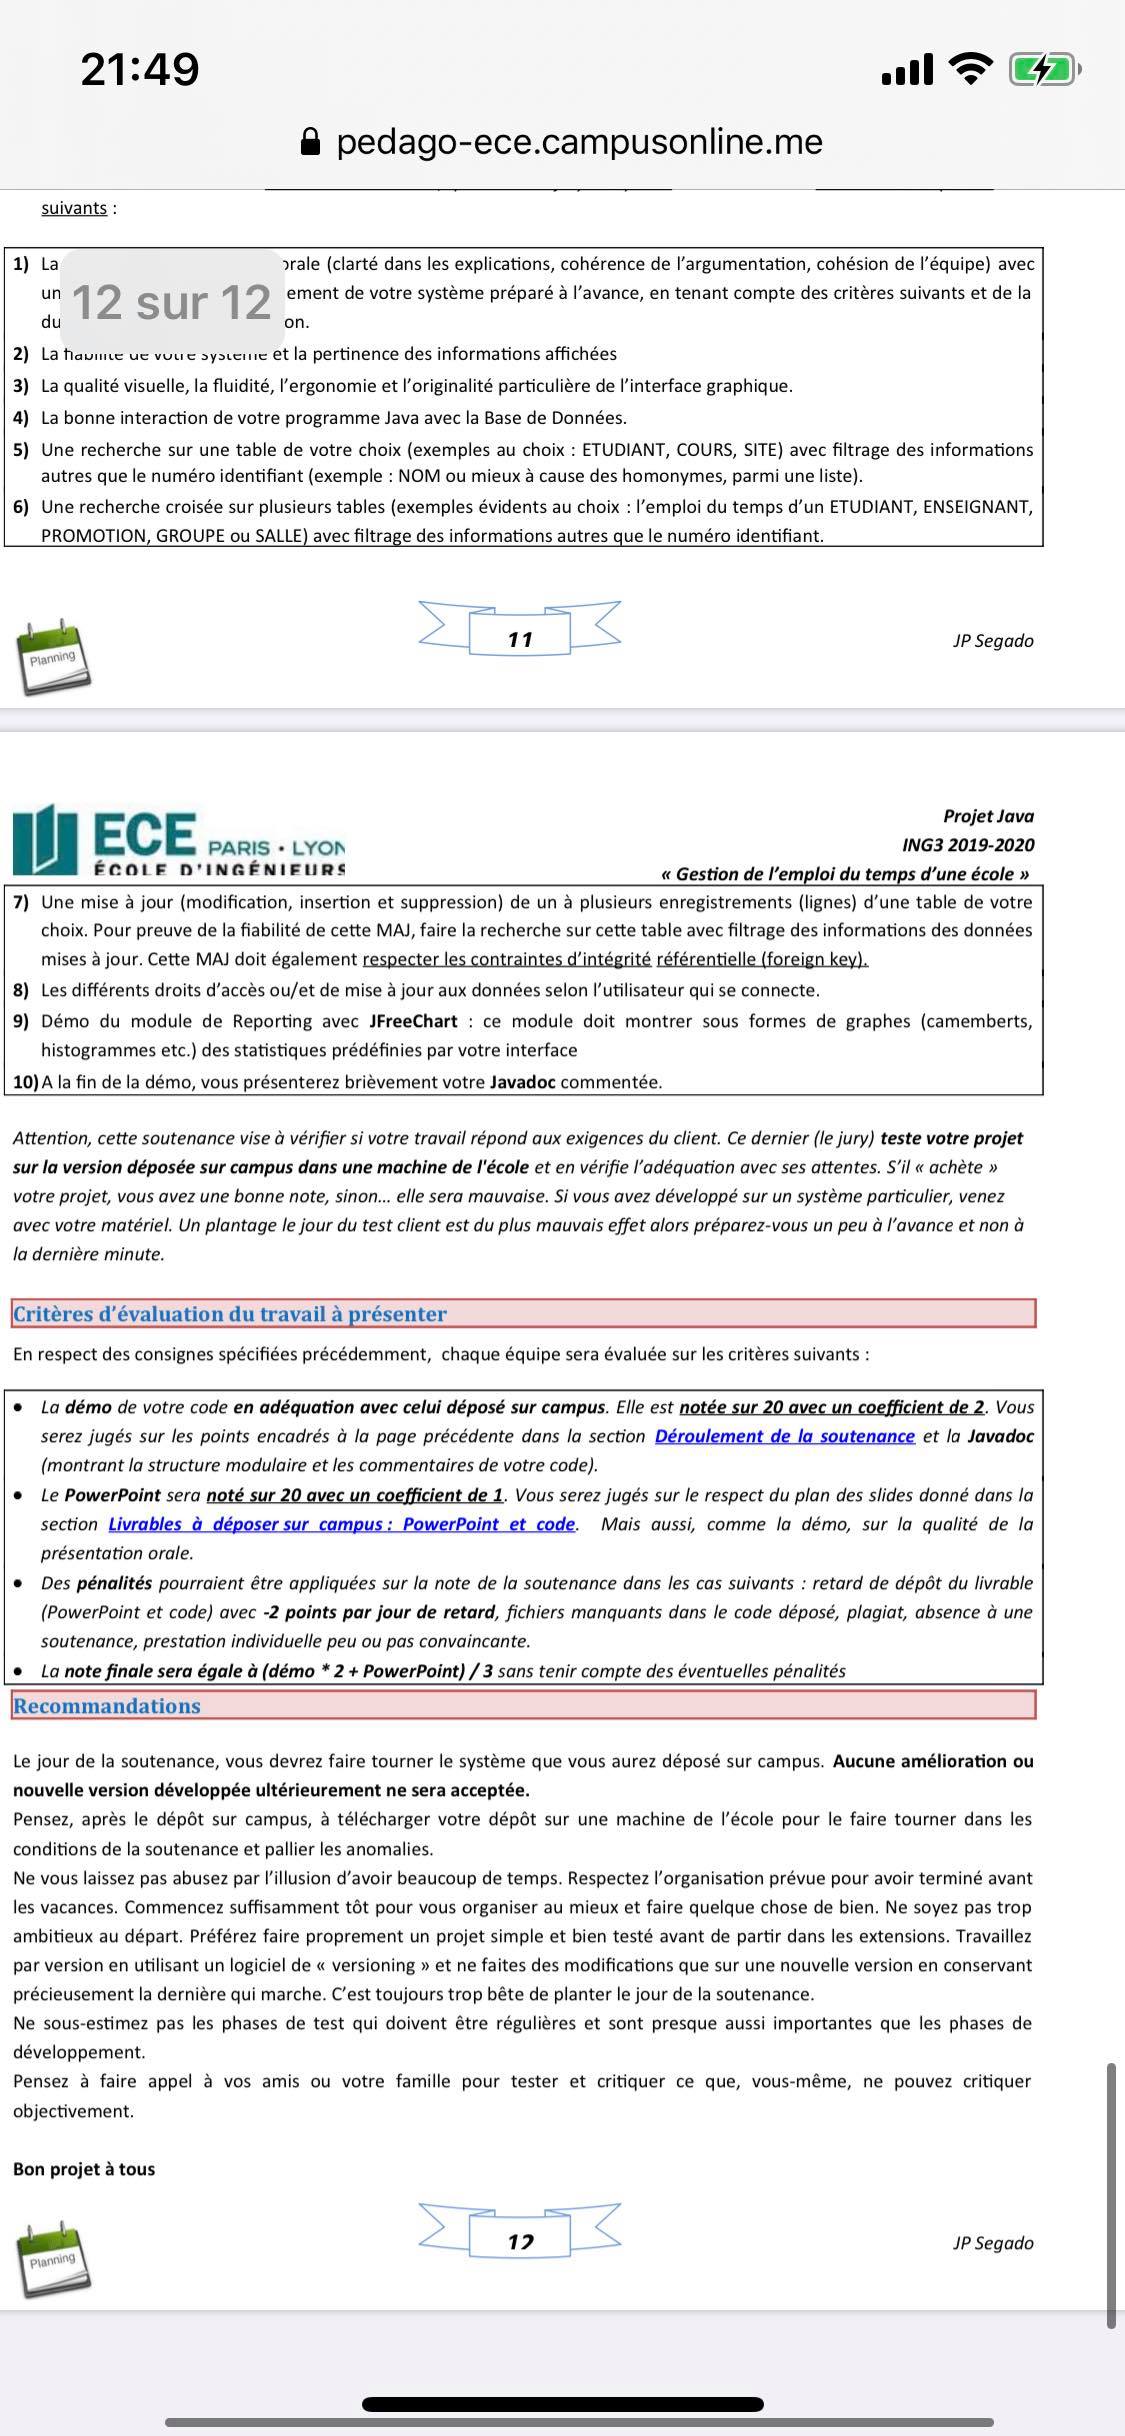 21:49
pedago-ece.campusonline.me
suivants :
1) La orale (clarté dans les explications, cohérence de l’argumentation, cohésion de l’équipe) avec
un ement de votre système préparé à l’avance, en tenant compte des critères suivants et de la
du on.
12 sur 12
2) La fiabilité de votre système et la pertinence des informations affichées
3) La qualité visuelle, la fluidité, l’ergonomie et l’originalité particulière de l’interface graphique.
4) La bonne interaction de votre programme Java avec la Base de Données.
5) Une recherche sur une table de votre choix (exemples au choix : ETUDIANT, COURS, SITE) avec filtrage des informations
autres que le numéro identifiant (exemple : NOM ou mieux à cause des homonymes, parmi une liste).
6) Une recherche croisée sur plusieurs tables (exemples évidents au choix : l’emploi du temps d’un ETUDIANT, ENSEIGNANT,
PROMOTION, GROUPE ou SALLE) avec filtrage des informations autres que le numéro identifiant.
Planning
11
JP Segado
ECE PARIS • LYON
ÉCOLE D'INGÉNIEURS
Projet Java
ING3 2019-2020
« Gestion de l’emploi du temps d’une école »
7) Une mise à jour (modification, insertion et suppression) de un à plusieurs enregistrements (lignes) d’une table de votre
choix. Pour preuve de la fiabilité de cette MAJ, faire la recherche sur cette table avec filtrage des informations des données
mises à jour. Cette MAJ doit également respecter les contraintes d’intégrité référentielle (foreign key).
8) Les différents droits d’accès ou/et de mise à jour aux données selon l’utilisateur qui se connecte.
9) Démo du module de Reporting avec JFreeChart : ce module doit montrer sous formes de graphes (camemberts,
histogrammes etc.) des statistiques prédéfinies par votre interface
10) A la fin de la démo, vous présenterez brièvement votre Javadoc commentée.
Attention, cette soutenance vise à vérifier si votre travail répond aux exigences du client. Ce dernier (le jury) teste votre projet
sur la version déposée sur campus dans une machine de l'école et en vérifie l’adéquation avec ses attentes. S’il « achète »
votre projet, vous avez une bonne note, sinon... elle sera mauvaise. Si vous avez développé sur un système particulier, venez
avec votre matériel. Un plantage le jour du test client est du plus mauvais effet alors préparez-vous un peu à l’avance et non à
la dernière minute.
Critères d’évaluation du travail à présenter
En respect des consignes spécifiées précédemment, chaque équipe sera évaluée sur les critères suivants :
• La démo de votre code en adéquation avec celui déposé sur campus. Elle est notée sur 20 avec un coefficient de 2. Vous
serez jugés sur les points encadrés à la page précédente dans la section Déroulement de la soutenance et la Javadoc
(montrant la structure modulaire et les commentaires de votre code).
• Le PowerPoint sera noté sur 20 avec un coefficient de 1. Vous serez jugés sur le respect du plan des slides donné dans la
section Livrables à déposer sur campus : PowerPoint et code. Mais aussi, comme la démo, sur la qualité de la
présentation orale.
• Des pénalités pourraient être appliquées sur la note de la soutenance dans les cas suivants : retard de dépôt du livrable
(PowerPoint et code) avec -2 points par jour de retard, fichiers manquants dans le code déposé, plagiat, absence à une
soutenance, prestation individuelle peu ou pas convaincante.
• La note finale sera égale à (démo * 2 + PowerPoint) / 3 sans tenir compte des éventuelles pénalités
Recommandations
Le jour de la soutenance, vous devrez faire tourner le système que vous aurez déposé sur campus. Aucune amélioration ou
nouvelle version développée ultérieurement ne sera acceptée.
Pensez, après le dépôt sur campus, à télécharger votre dépôt sur une machine de l’école pour le faire tourner dans les
conditions de la soutenance et pallier les anomalies.
Ne vous laissez pas abusez par l’illusion d’avoir beaucoup de temps. Respectez l’organisation prévue pour avoir terminé avant
les vacances. Commencez suffisamment tôt pour vous organiser au mieux et faire quelque chose de bien. Ne soyez pas trop
ambitieux au départ. Préférez faire proprement un projet simple et bien testé avant de partir dans les extensions. Travaillez
par version en utilisant un logiciel de « versioning » et ne faites des modifications que sur une nouvelle version en conservant
précieusement la dernière qui marche. C’est toujours trop bête de planter le jour de la soutenance.
Ne sous-estimez pas les phases de test qui doivent être régulières et sont presque aussi importantes que les phases de
développement.
Pensez à faire appel à vos amis ou votre famille pour tester et critiquer ce que, vous-même, ne pouvez critiquer
objectivement.
Bon projet à tous
Planning
12
JP Segado